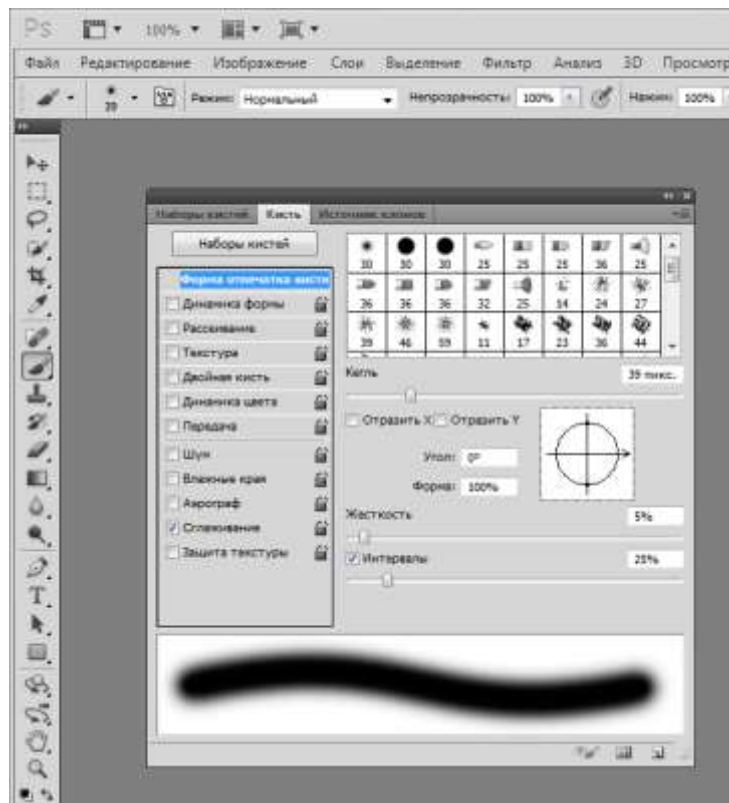 Ps 100%
Файл Редактирование Изображение Слои Выделение Фильтр Анализ 3D Просмотр
39 Режим: Нормальный Непрозрачность: 100% Нажим: 100%
Наборы кистей Кисть Источник клонов
Наборы кистей
Форма отпечатка кисти
Динамика формы
Рассеивание
Текстура
Двойная кисть
Динамика цвета
Передача
Шум
Влажные края
Аэрограф
Сглаживание
Защита текстуры
30 30 30 25 25 25 36 25
36 36 36 32 25 14 24 27
39 46 59 11 17 23 36 44
Кегль 39 пикс.
Отразить X Отразить Y
Угол: 0º
Форма: 100%
Жесткость 5%
Интервалы 25%